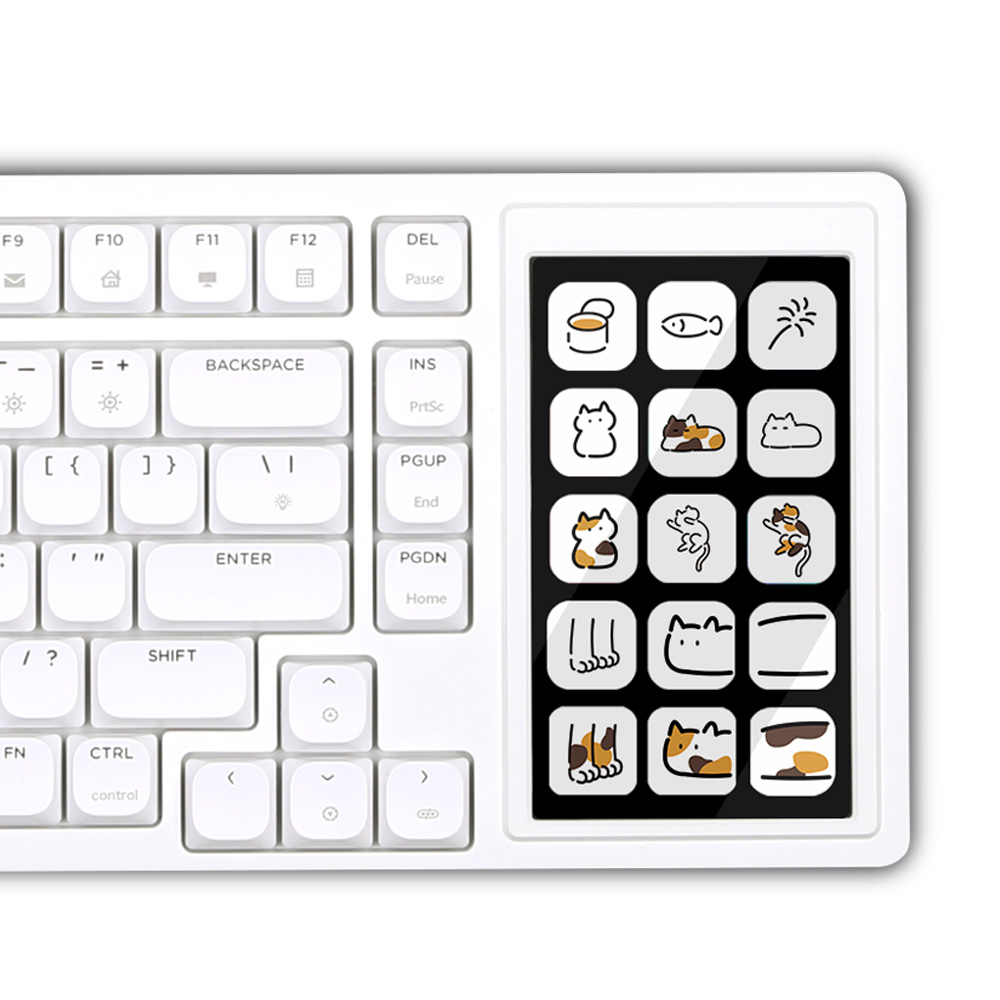 F9 F10 F11 F12 DEL
Pause
- — = + BACKSPACE INS
PrtSc
[ { ] } \ | PGUP
End
: ' " ENTER PGDN
Home
/ ? SHIFT
^
FN CTRL < ⌄ >
control